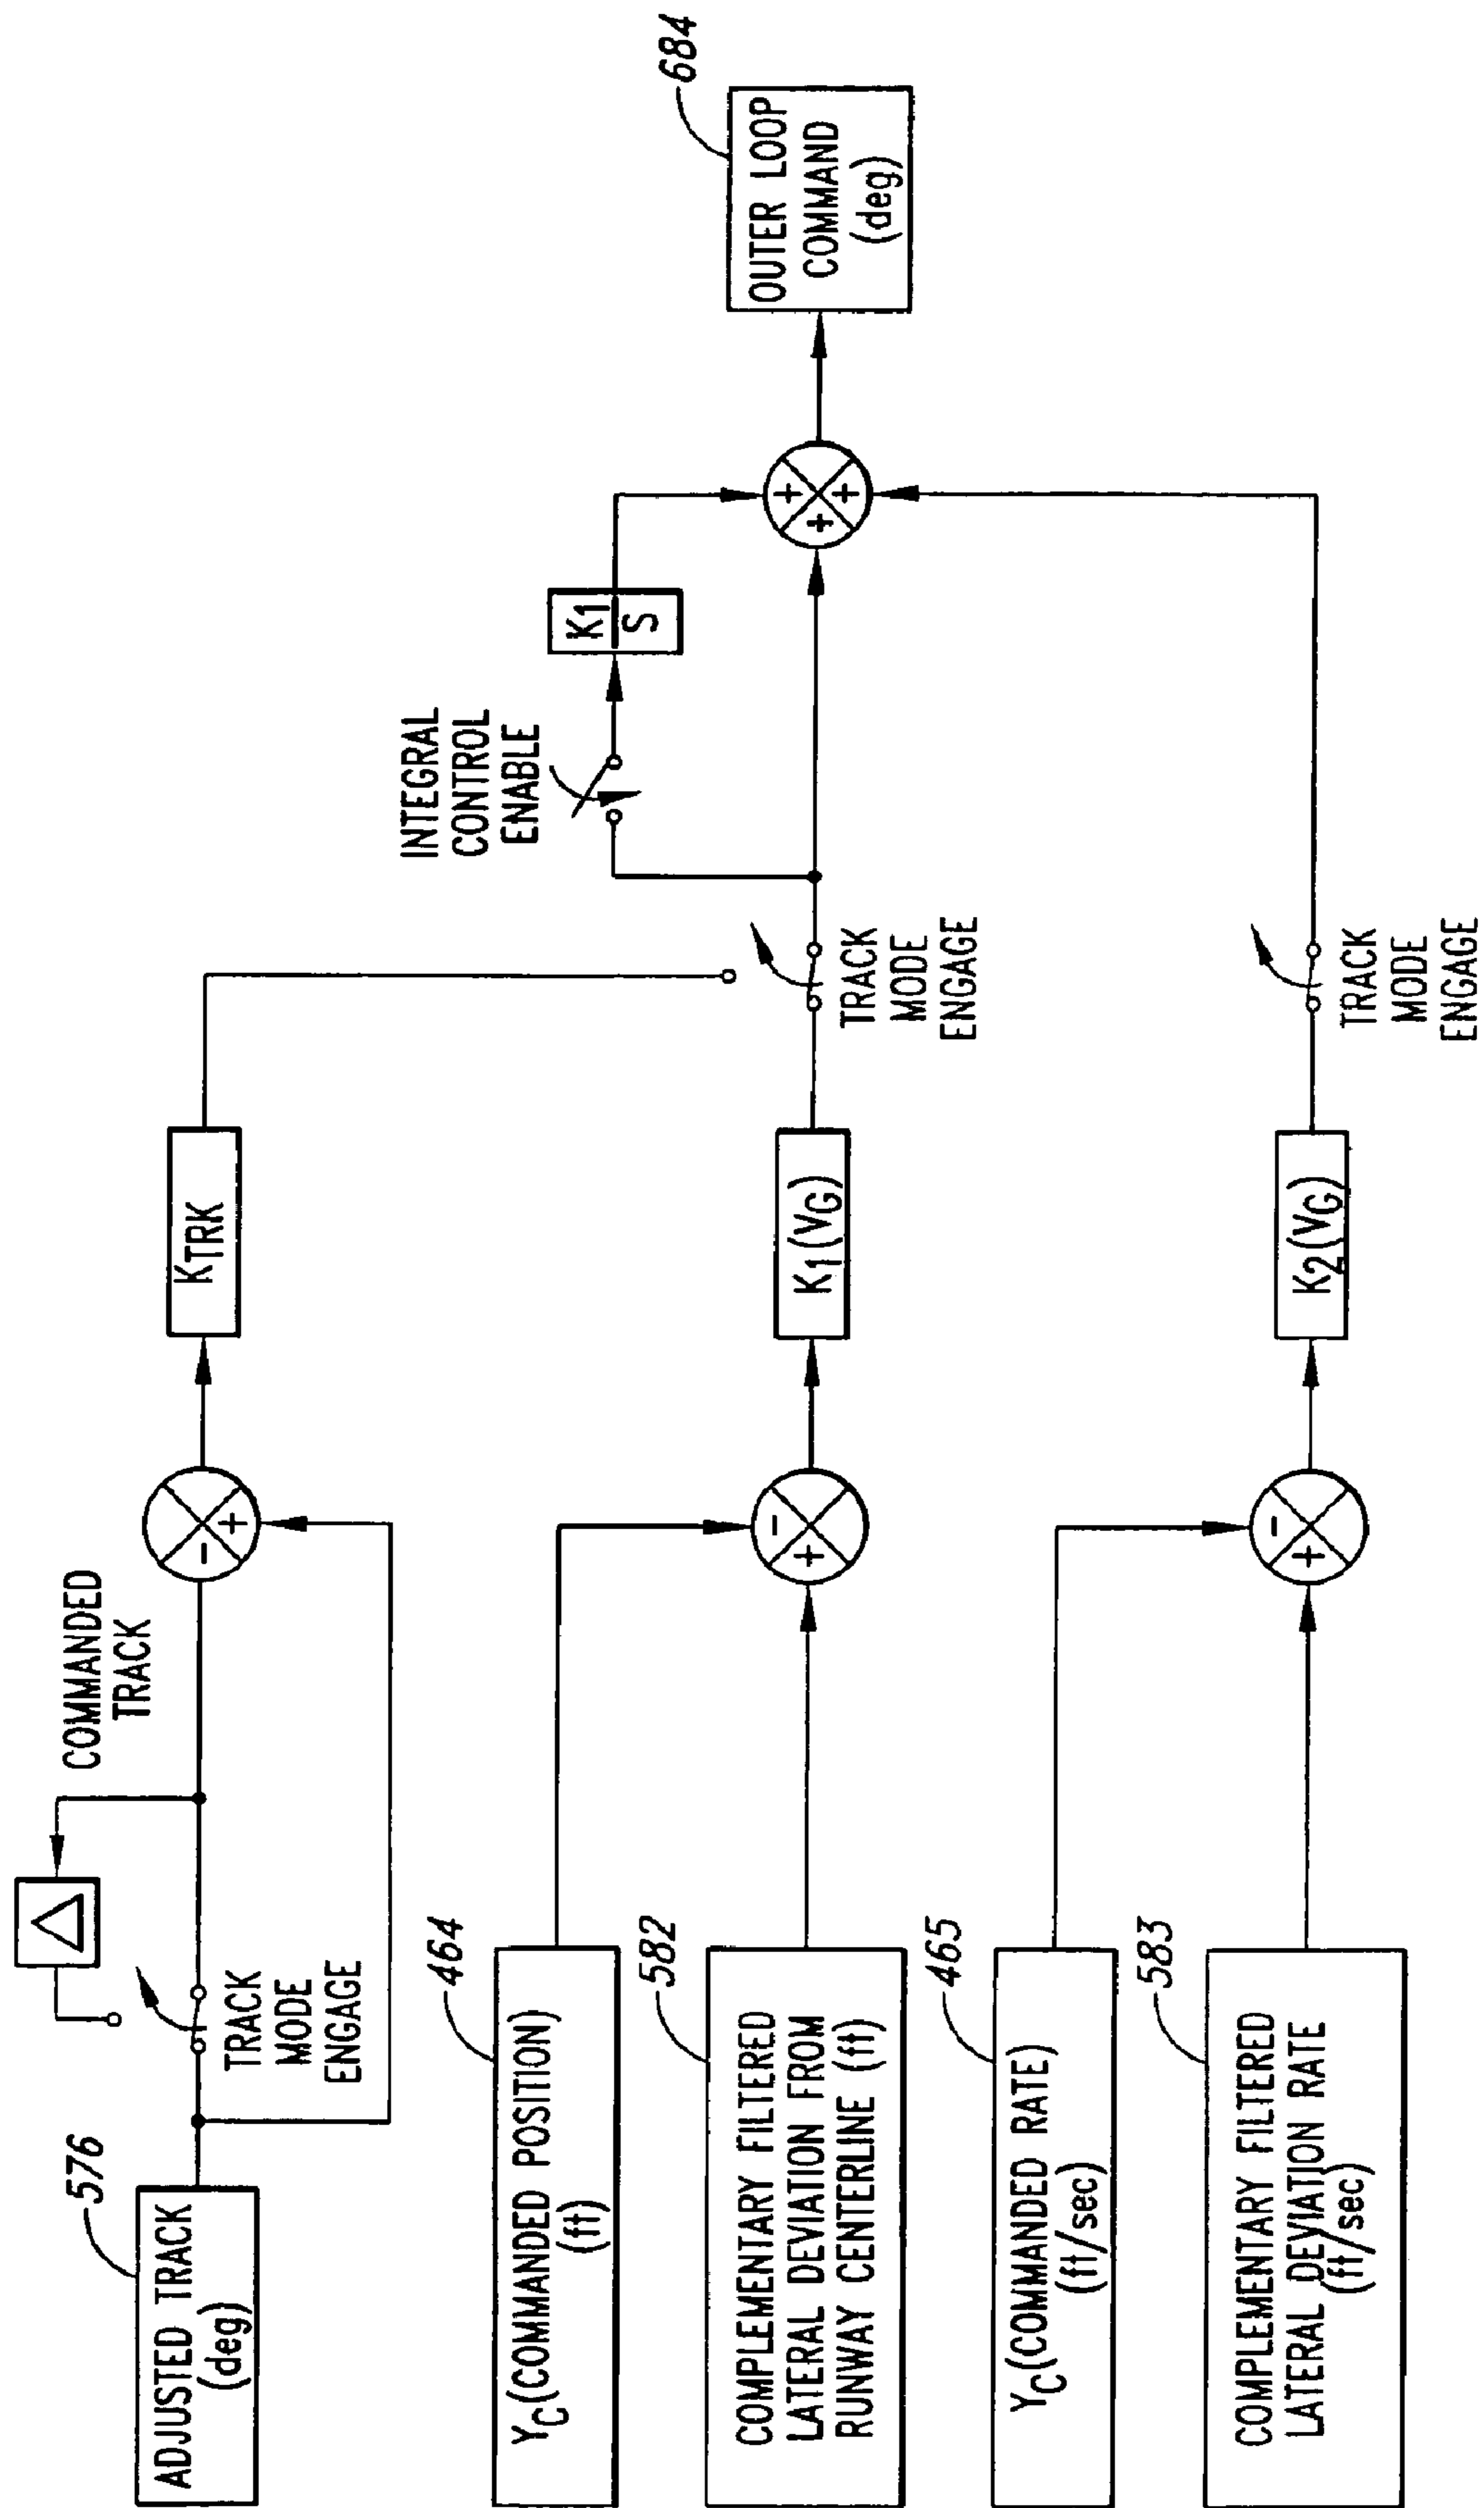 576
ADJUSTED TRACK
(deg)
TRACK
MODE
ENGAGE
△
COMMANDED
TRACK
-
+
KTRK
464
YC(COMMANDED POSITION)
(ft)
582
COMPLEMENTARY FILTERED
LATERAL DEVIATION FROM
RUNWAY CENTERLINE (ft)
-
+
K1(VG)
TRACK
MODE
ENGAGE
INTEGRAL
CONTROL
ENABLE
K1
S
+
+
+
OUTER LOOP
COMMAND
(deg)
684
465
YC(COMMANDED RATE)
(ft/sec)
583
COMPLEMENTARY FILTERED
LATERAL DEVIATION RATE
(ft/sec)
-
+
K2(VG)
TRACK
MODE
ENGAGE